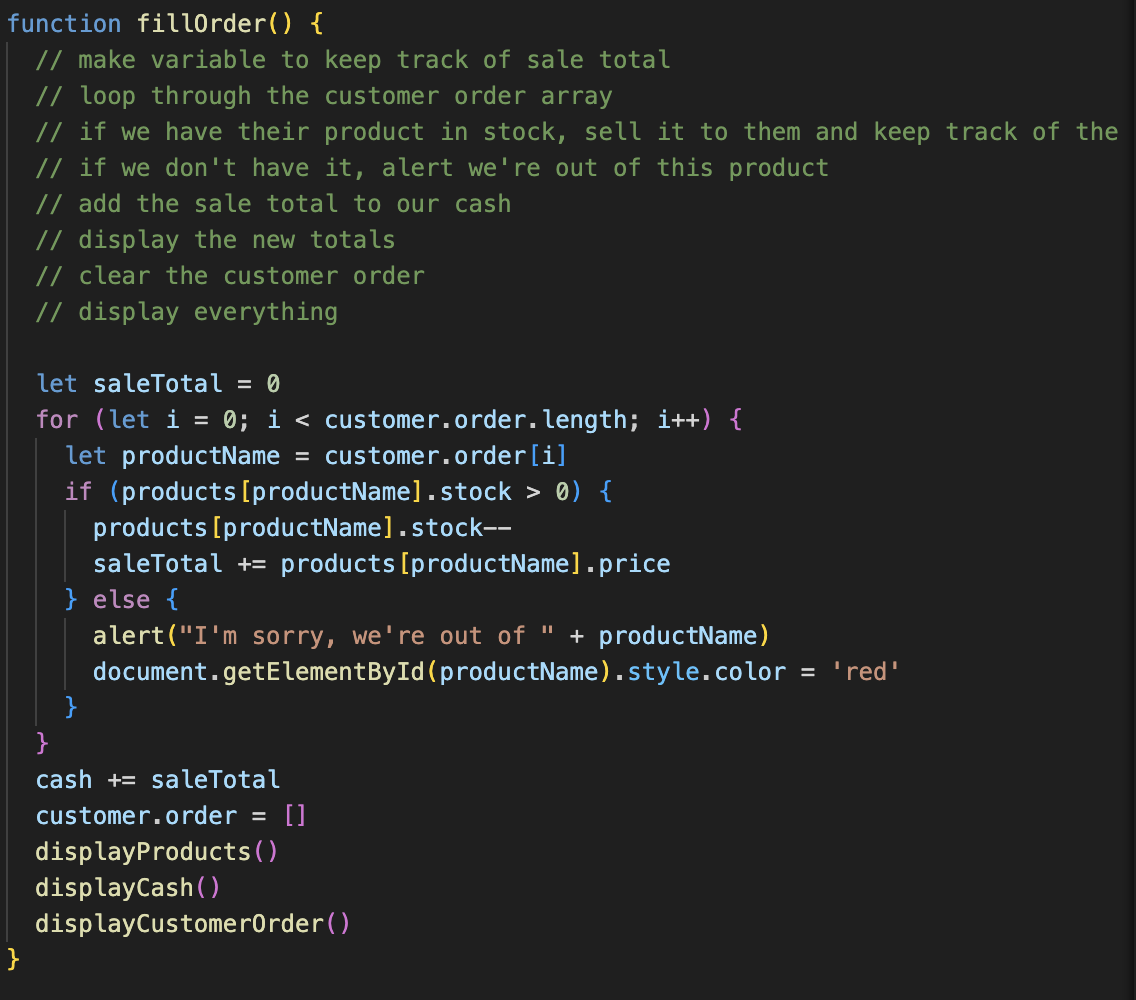 function fillOrder() {
// make variable to keep track of sale total
// loop through the customer order array
// if we have their product in stock, sell it to them and keep track of the
// if we don't have it, alert we're out of this product
// add the sale total to our cash
// display the new totals
// clear the customer order
// display everything
let saleTotal = 0
for (let i = 0; i < customer.order.length; i++) {
let productName = customer.order[i]
if (products[productName].stock > 0) {
products[productName].stock--
saleTotal += products[productName].price
} else {
alert("I'm sorry, we're out of " + productName)
document.getElementById(productName).style.color = 'red'
}
}
cash += saleTotal
customer.order = []
displayProducts()
displayCash()
displayCustomerOrder()
}